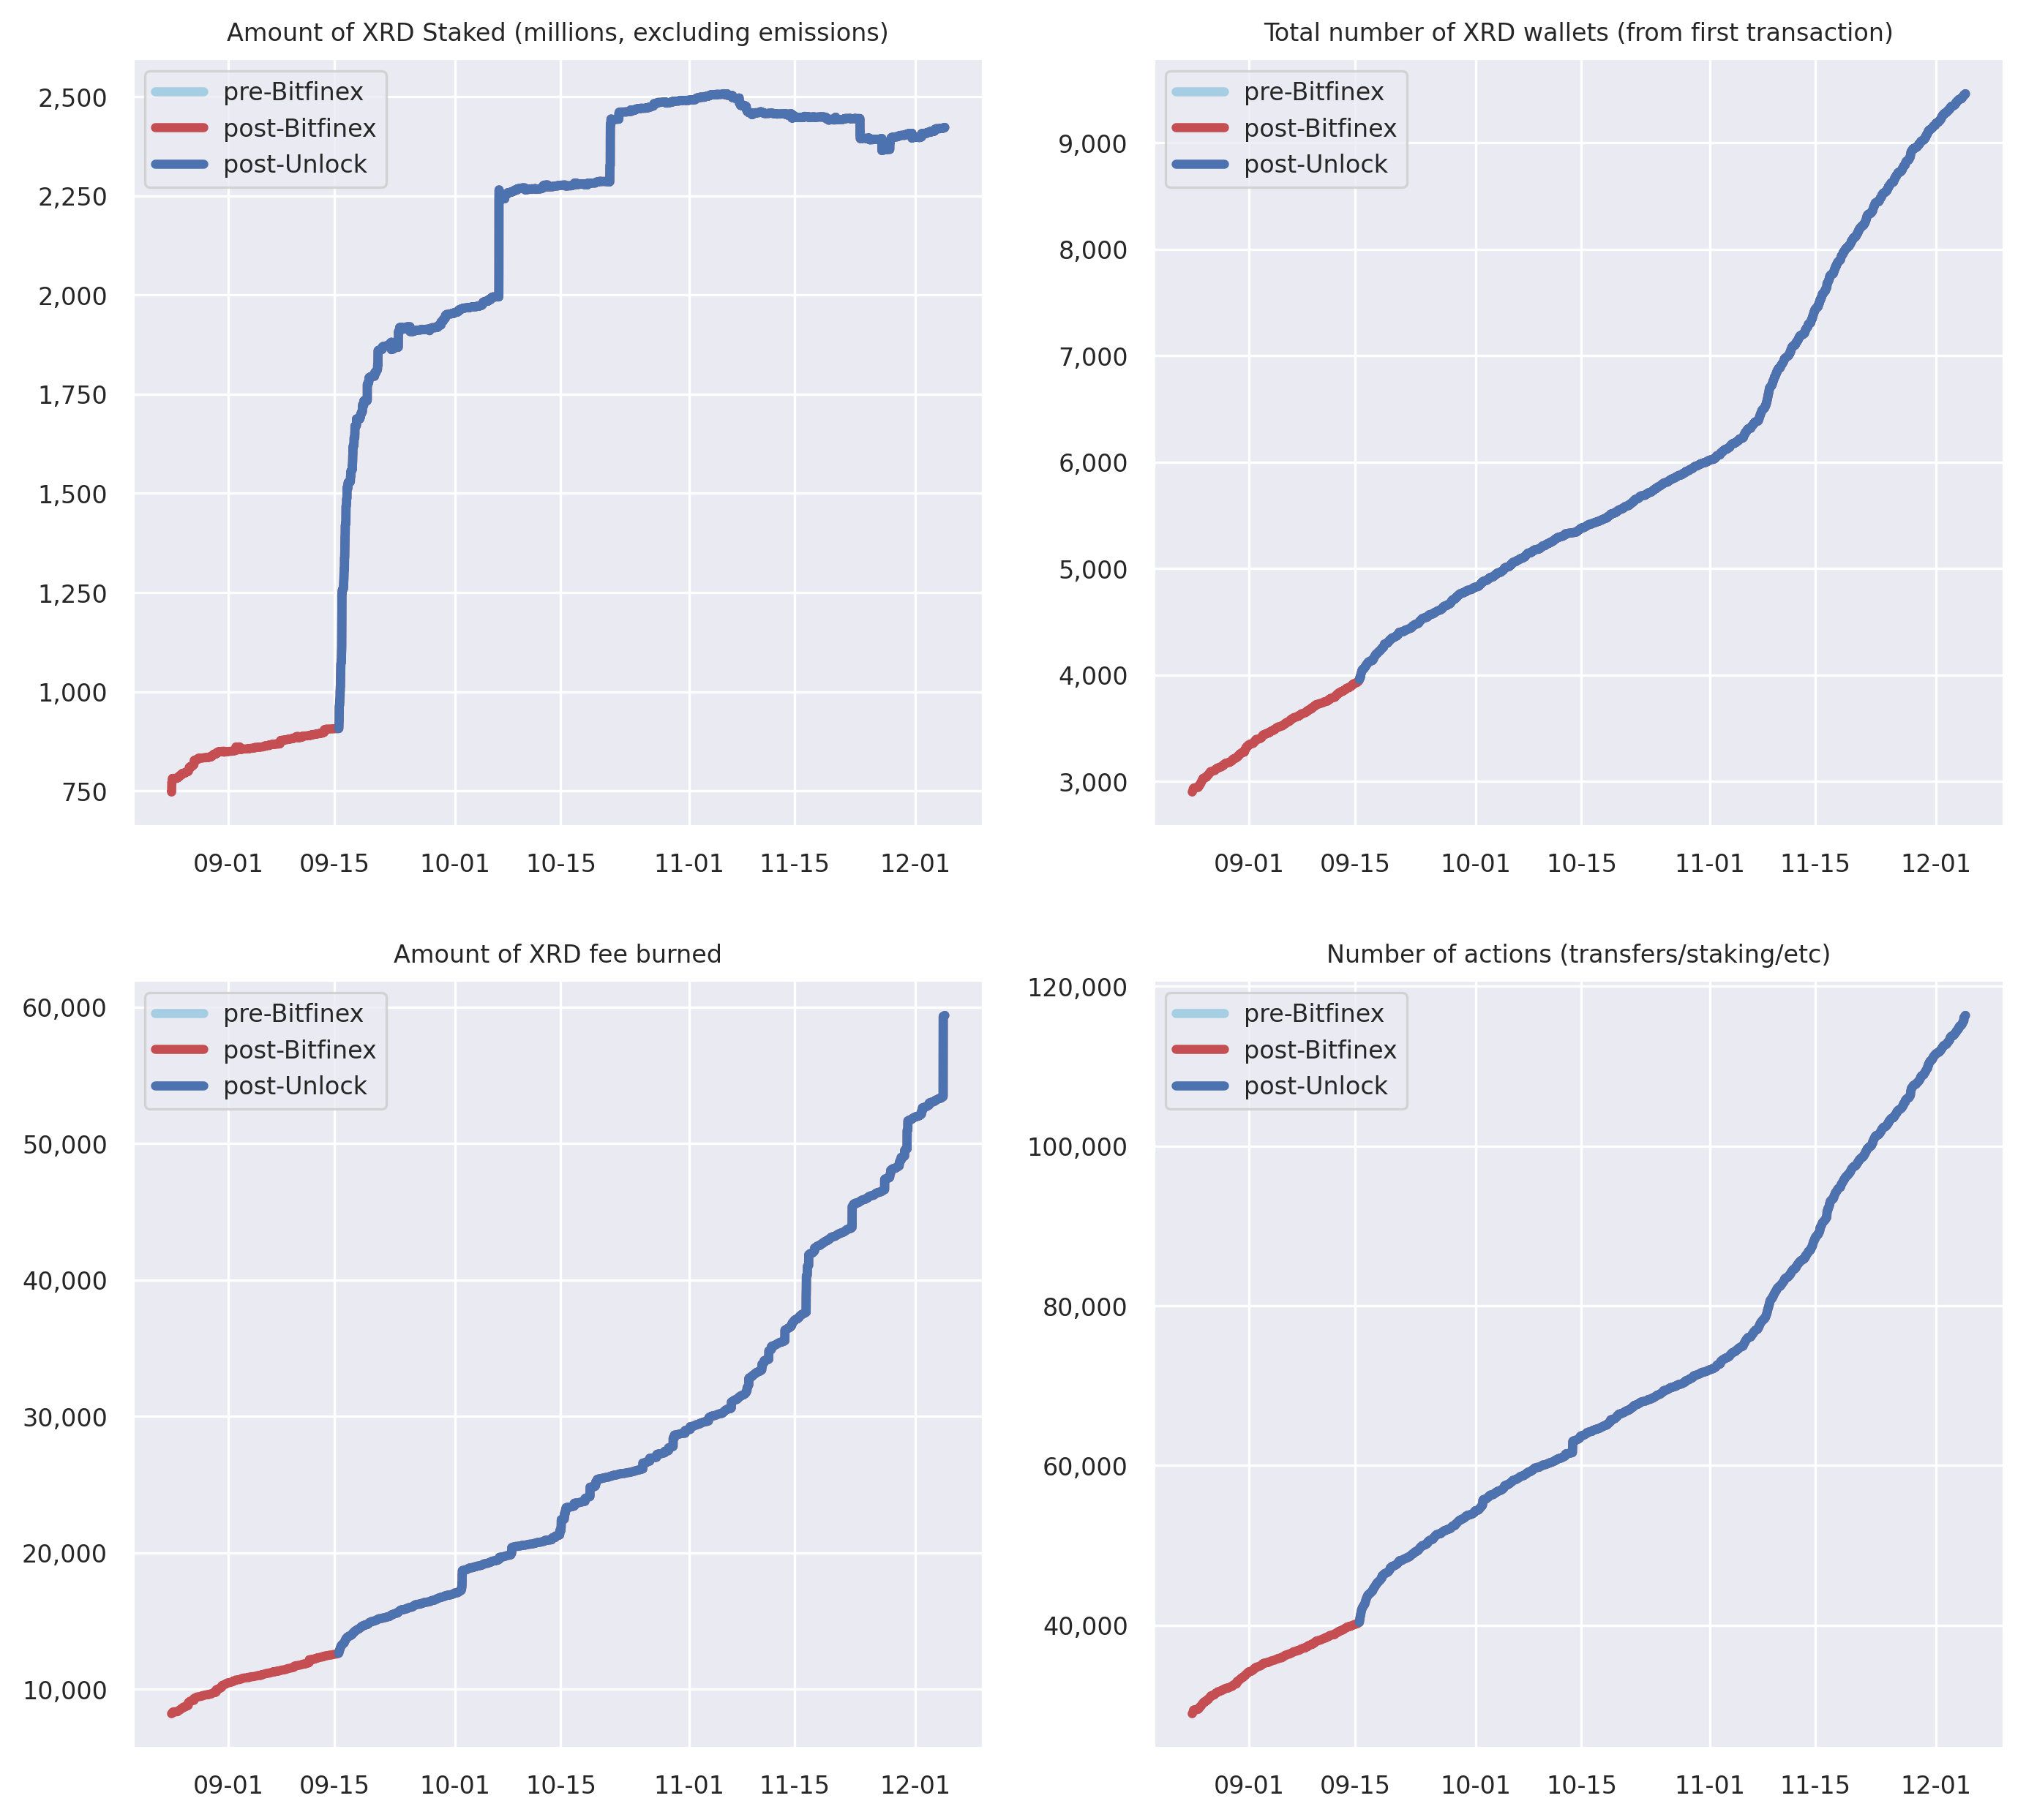 Amount of XRD Staked (millions, excluding emissions)
pre-Bitfinex
post-Bitfinex
post-Unlock
2,500
2,250
2,000
1,750
1,500
1,250
1,000
750
09-01 09-15 10-01 10-15 11-01 11-15 12-01
Total number of XRD wallets (from first transaction)
pre-Bitfinex
post-Bitfinex
post-Unlock
9,000
8,000
7,000
6,000
5,000
4,000
3,000
09-01 09-15 10-01 10-15 11-01 11-15 12-01
Amount of XRD fee burned
pre-Bitfinex
post-Bitfinex
post-Unlock
60,000
50,000
40,000
30,000
20,000
10,000
09-01 09-15 10-01 10-15 11-01 11-15 12-01
Number of actions (transfers/staking/etc)
pre-Bitfinex
post-Bitfinex
post-Unlock
120,000
100,000
80,000
60,000
40,000
09-01 09-15 10-01 10-15 11-01 11-15 12-01